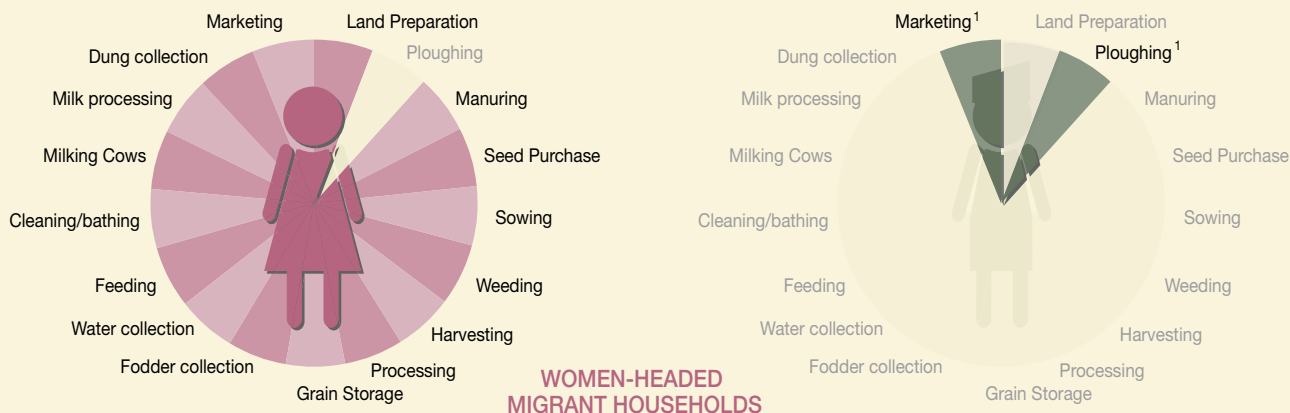 Marketing
Land Preparation
Ploughing
Dung collection
Manuring
Milk processing
Seed Purchase
Milking Cows
Sowing
Cleaning/bathing
Weeding
Feeding
Harvesting
Water collection
Processing
Fodder collection
Grain Storage
WOMEN-HEADED
MIGRANT HOUSEHOLDS
Marketing¹
Land Preparation
Ploughing¹
Dung collection
Manuring
Milk processing
Seed Purchase
Milking Cows
Sowing
Cleaning/bathing
Weeding
Feeding
Harvesting
Water collection
Processing
Fodder collection
Grain Storage